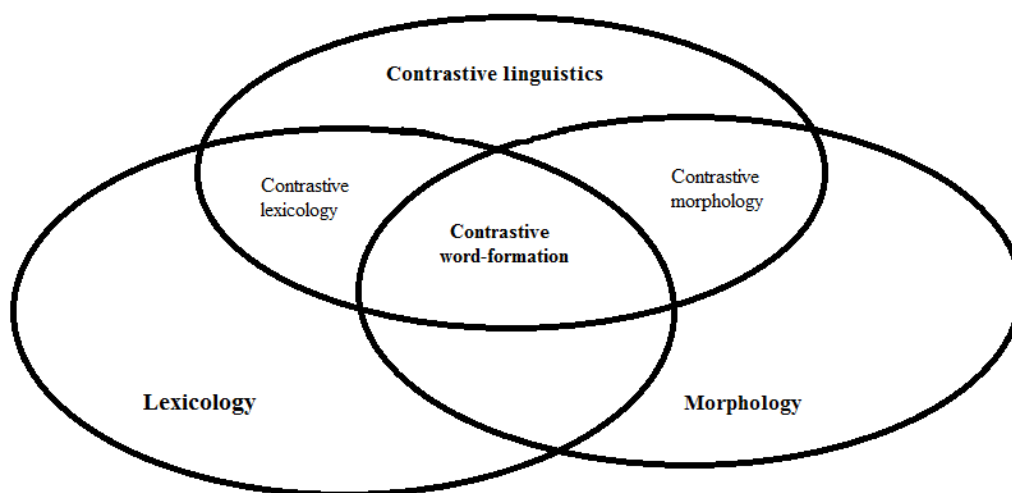 Contrastive linguistics
Contrastive
lexicology
Contrastive
morphology
Contrastive
word-formation
Lexicology
Morphology